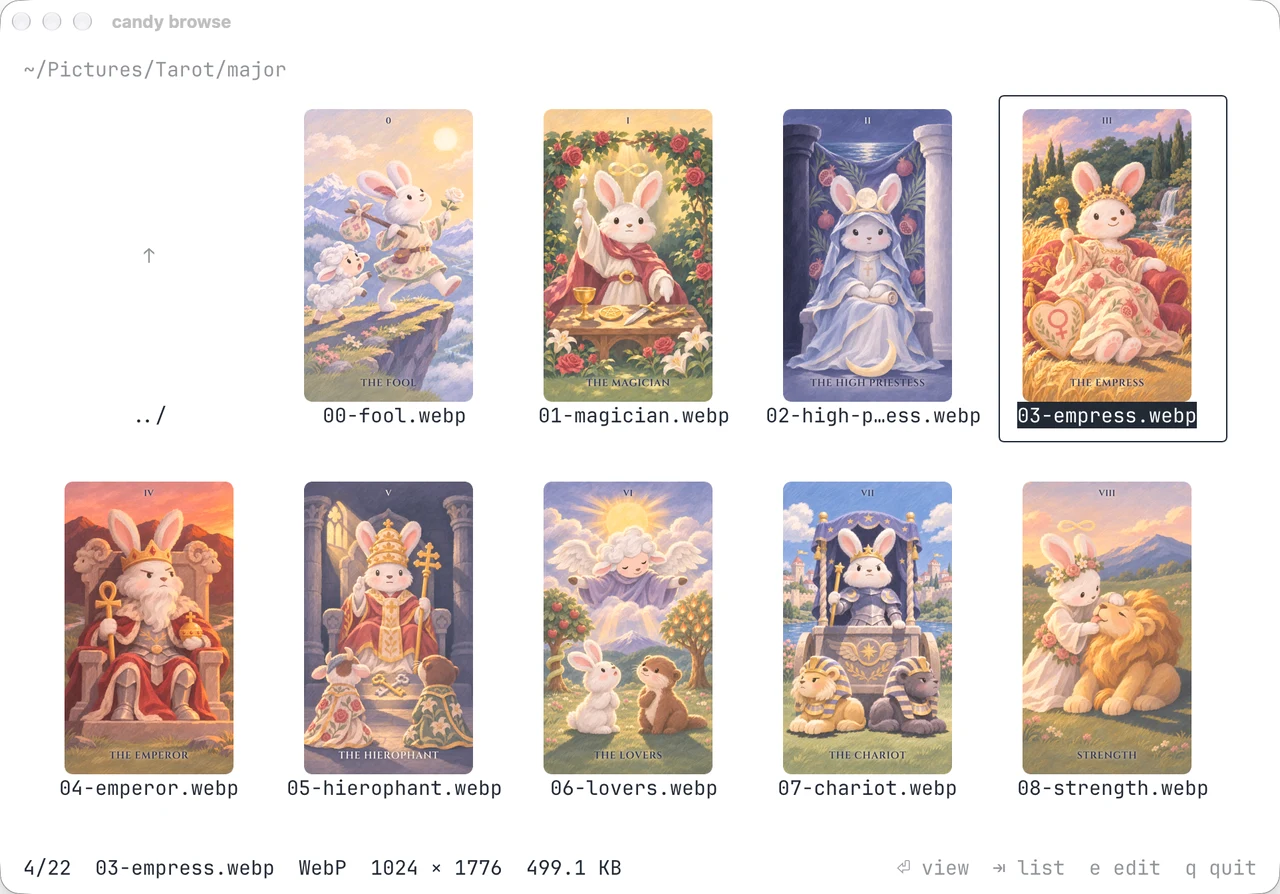 candy browse
~/Pictures/Tarot/major
0
I
II
III
↑
THE FOOL
THE MAGICIAN
THE HIGH PRIESTESS
THE EMPRESS
../
00-fool.webp
01-magician.webp
02-high-p…ess.webp
03-empress.webp
IV
V
VI
VII
VIII
THE EMPEROR
THE HIEROPHANT
THE LOVERS
THE CHARIOT
STRENGTH
04-emperor.webp
05-hierophant.webp
06-lovers.webp
07-chariot.webp
08-strength.webp
4/22 03-empress.webp WebP 1024 × 1776 499.1 KB ⏎ view ⇥ list e edit q quit